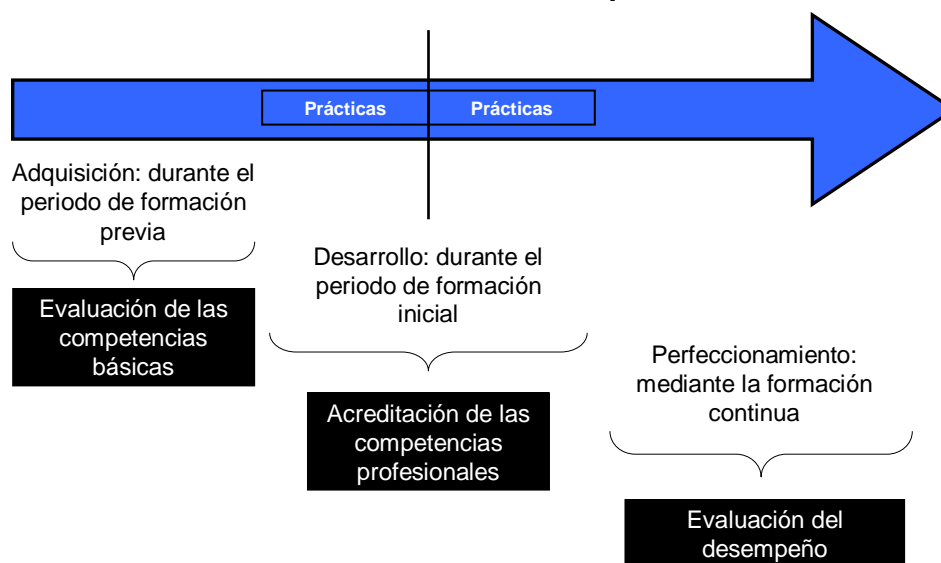 Prácticas Prácticas
Adquisición: durante el
periodo de formación
previa
Evaluación de las
competencias
básicas
Desarrollo: durante el
periodo de formación
inicial
Acreditación de las
competencias
profesionales
Perfeccionamiento:
mediante la formación
continua
Evaluación del
desempeño